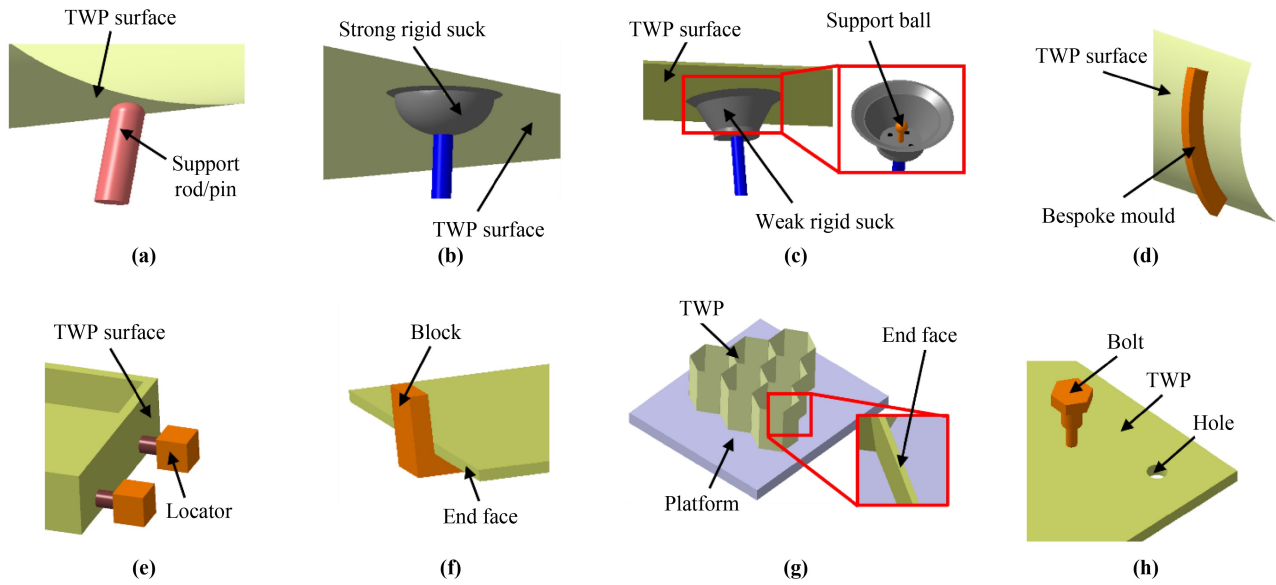 TWP surface
Support
rod/pin
(a)
Strong rigid suck
TWP surface
(b)
TWP surface
Support ball
Weak rigid suck
(c)
TWP surface
Bespoke mould
(d)
TWP surface
Locator
(e)
Block
End face
(f)
TWP
End face
Platform
(g)
Bolt
TWP
Hole
(h)